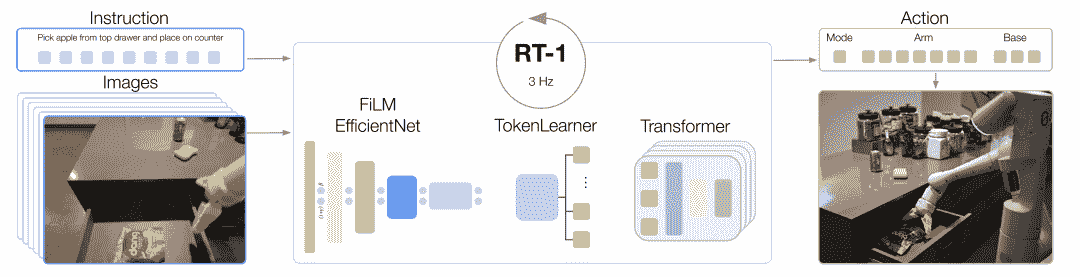 Instruction
Pick apple from top drawer and place on counter
Images
RT-1
3 Hz
FiLM
EfficientNet
TokenLearner
Transformer
Action
Mode Arm Base